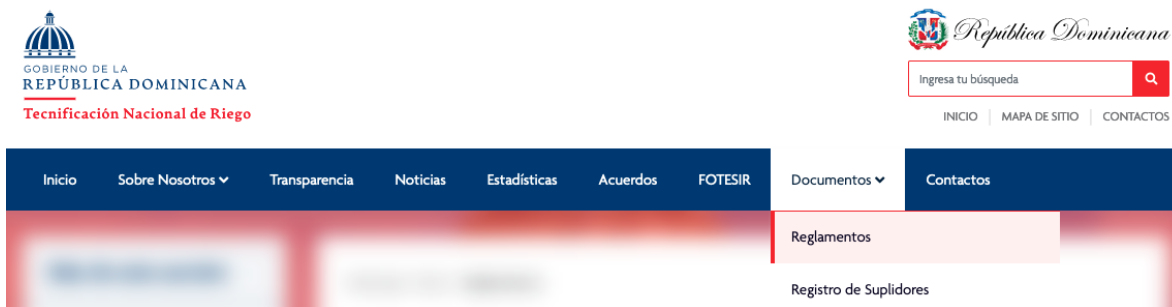 GOBIERNO DE LA
REPÚBLICA DOMINICANA
Tecnificación Nacional de Riego
República Dominicana
Ingresa tu búsqueda
INICIO | MAPA DE SITIO | CONTACTOS
Inicio Sobre Nosotros Transparencia Noticias Estadísticas Acuerdos FOTESIR Documentos Contactos
Reglamentos
Registro de Suplidores